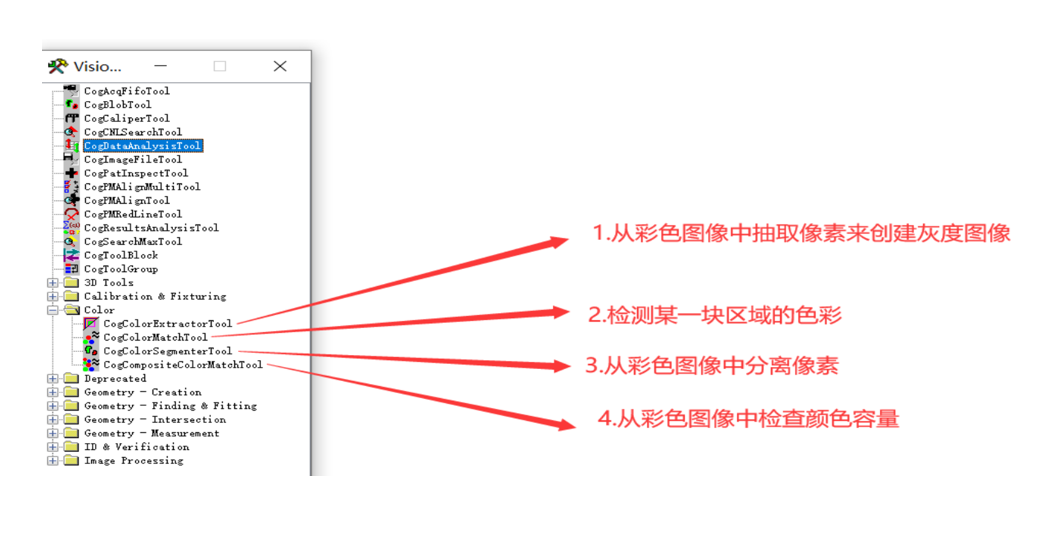 Visio...
CogAcqFifoTool
CogBlobTool
CogCaliperTool
CogCNLSearchTool
CogDataAnalysisTool
CogImageFileTool
CogPatInspectTool
CogPMAlignMultiTool
CogPMAlignTool
CogPMRedLineTool
CogResultsAnalysisTool
CogSearchMaxTool
CogToolBlock
CogToolGroup
3D Tools
Calibration & Fixturing
Color
CogColorExtractorTool
CogColorMatchTool
CogColorSegmenterTool
CogCompositeColorMatchTool
Deprecated
Geometry - Creation
Geometry - Finding & Fitting
Geometry - Intersection
Geometry - Measurement
ID & Verification
Image Processing
1.从彩色图像中抽取像素来创建灰度图像
2.检测某一块区域的色彩
3.从彩色图像中分离像素
4.从彩色图像中检查颜色容量